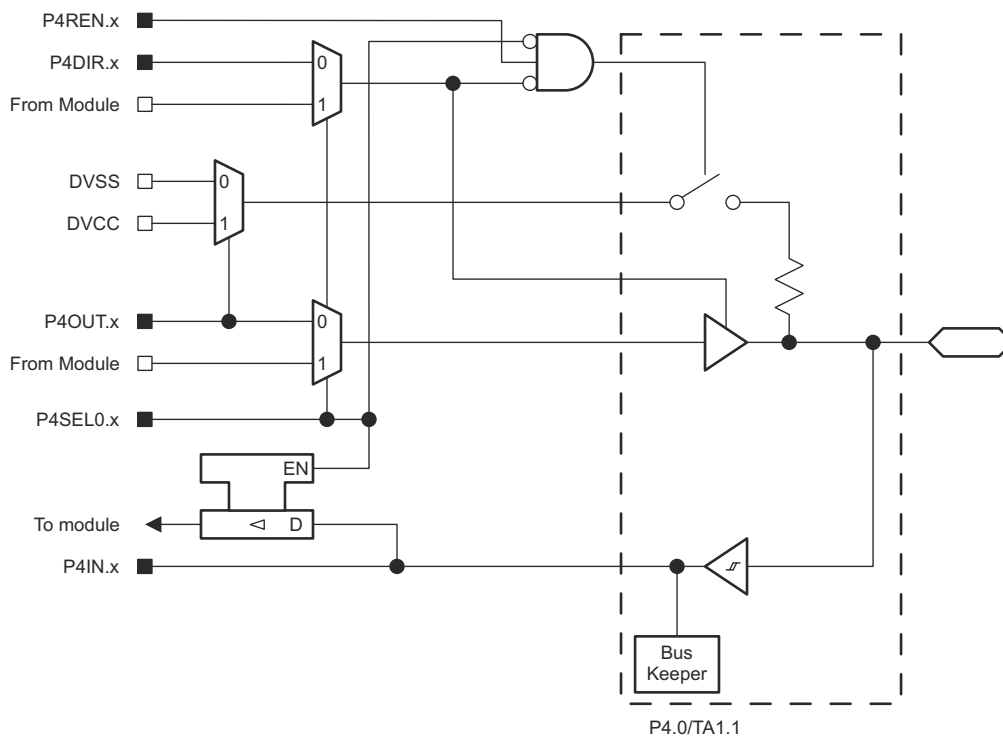 P4REN.x
P4DIR.x
0
From Module
1
DVSS
0
DVCC
1
P4OUT.x
0
From Module
1
P4SEL0.x
EN
To module
D
P4IN.x
Bus
Keeper
P4.0/TA1.1